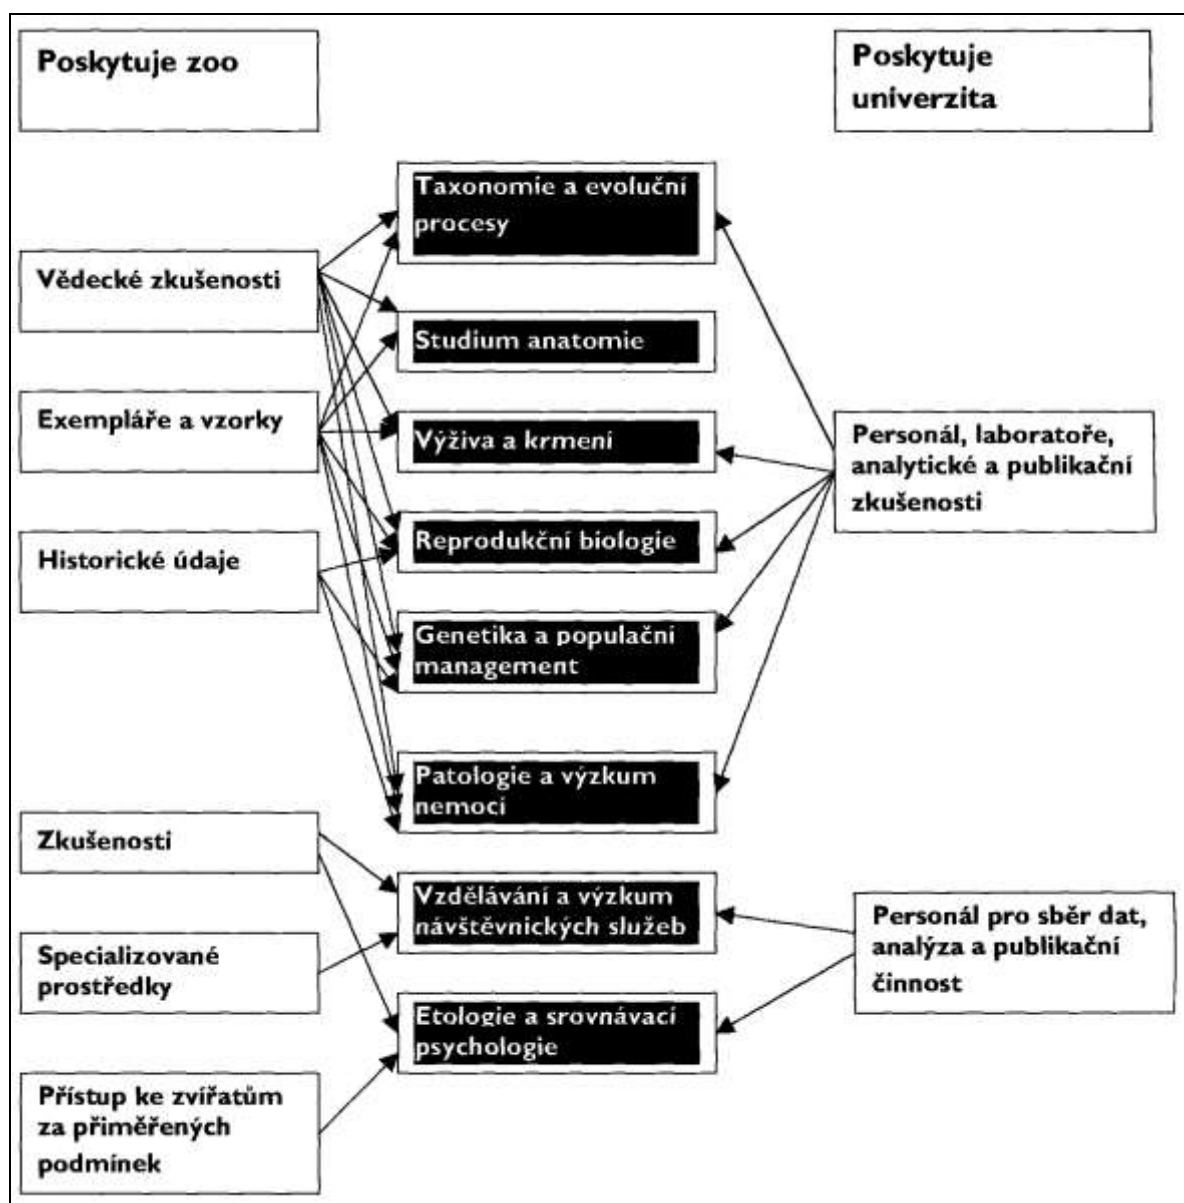 Poskytuje zoo
Poskytuje
univerzita
Taxonomie a evoluční
procesy
Vědecké zkušenosti
Studium anatomie
Exempláře a vzorky
Výživa a krmení
Personál, laboratoře,
analytické a publikační
zkušenosti
Historické údaje
Reprodukční biologie
Genetika a populační
management
Patologie a výzkum
nemocí
Zkušenosti
Vzdělávání a výzkum
návštěvnických služeb
Personál pro sběr dat,
analýza a publikační
činnost
Specializované
prostředky
Etologie a srovnávací
psychologie
Přístup ke zvířatům
za přiměřených
podmínek